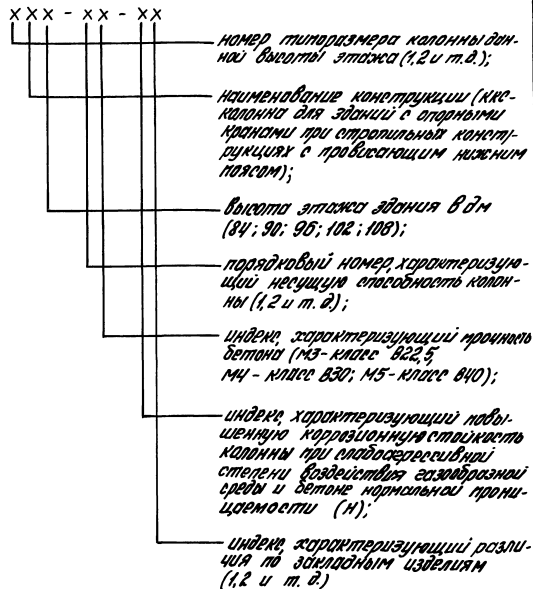 ххх-хх-хх
номер типоразмера колонны дан-
ной высоты этажа (1,2 и т.д.);
наименование конструкции (ккс-
колонна для зданий с опорными
кранами при стропильных конст-
рукциях с провисающим нижним
поясом);
высота этажа здания в дм
(84; 90; 96; 102; 108);
порядковый номер, характеризую-
щий несущую способность колон-
ны (1,2 и т.д.);
индекс, характеризующий прочность
бетона (м3-класс В22,5,
м4-класс В30; м5-класс В40);
индекс, характеризующий повы-
шенную коррозионную стойкость
колонны при слабоагрессивной
степени воздействия газообразной
среды и бетоне нормальной прони-
цаемости (н);
индекс, характеризующий разли-
чия по закладным изделиям
(1,2 и т.д.)